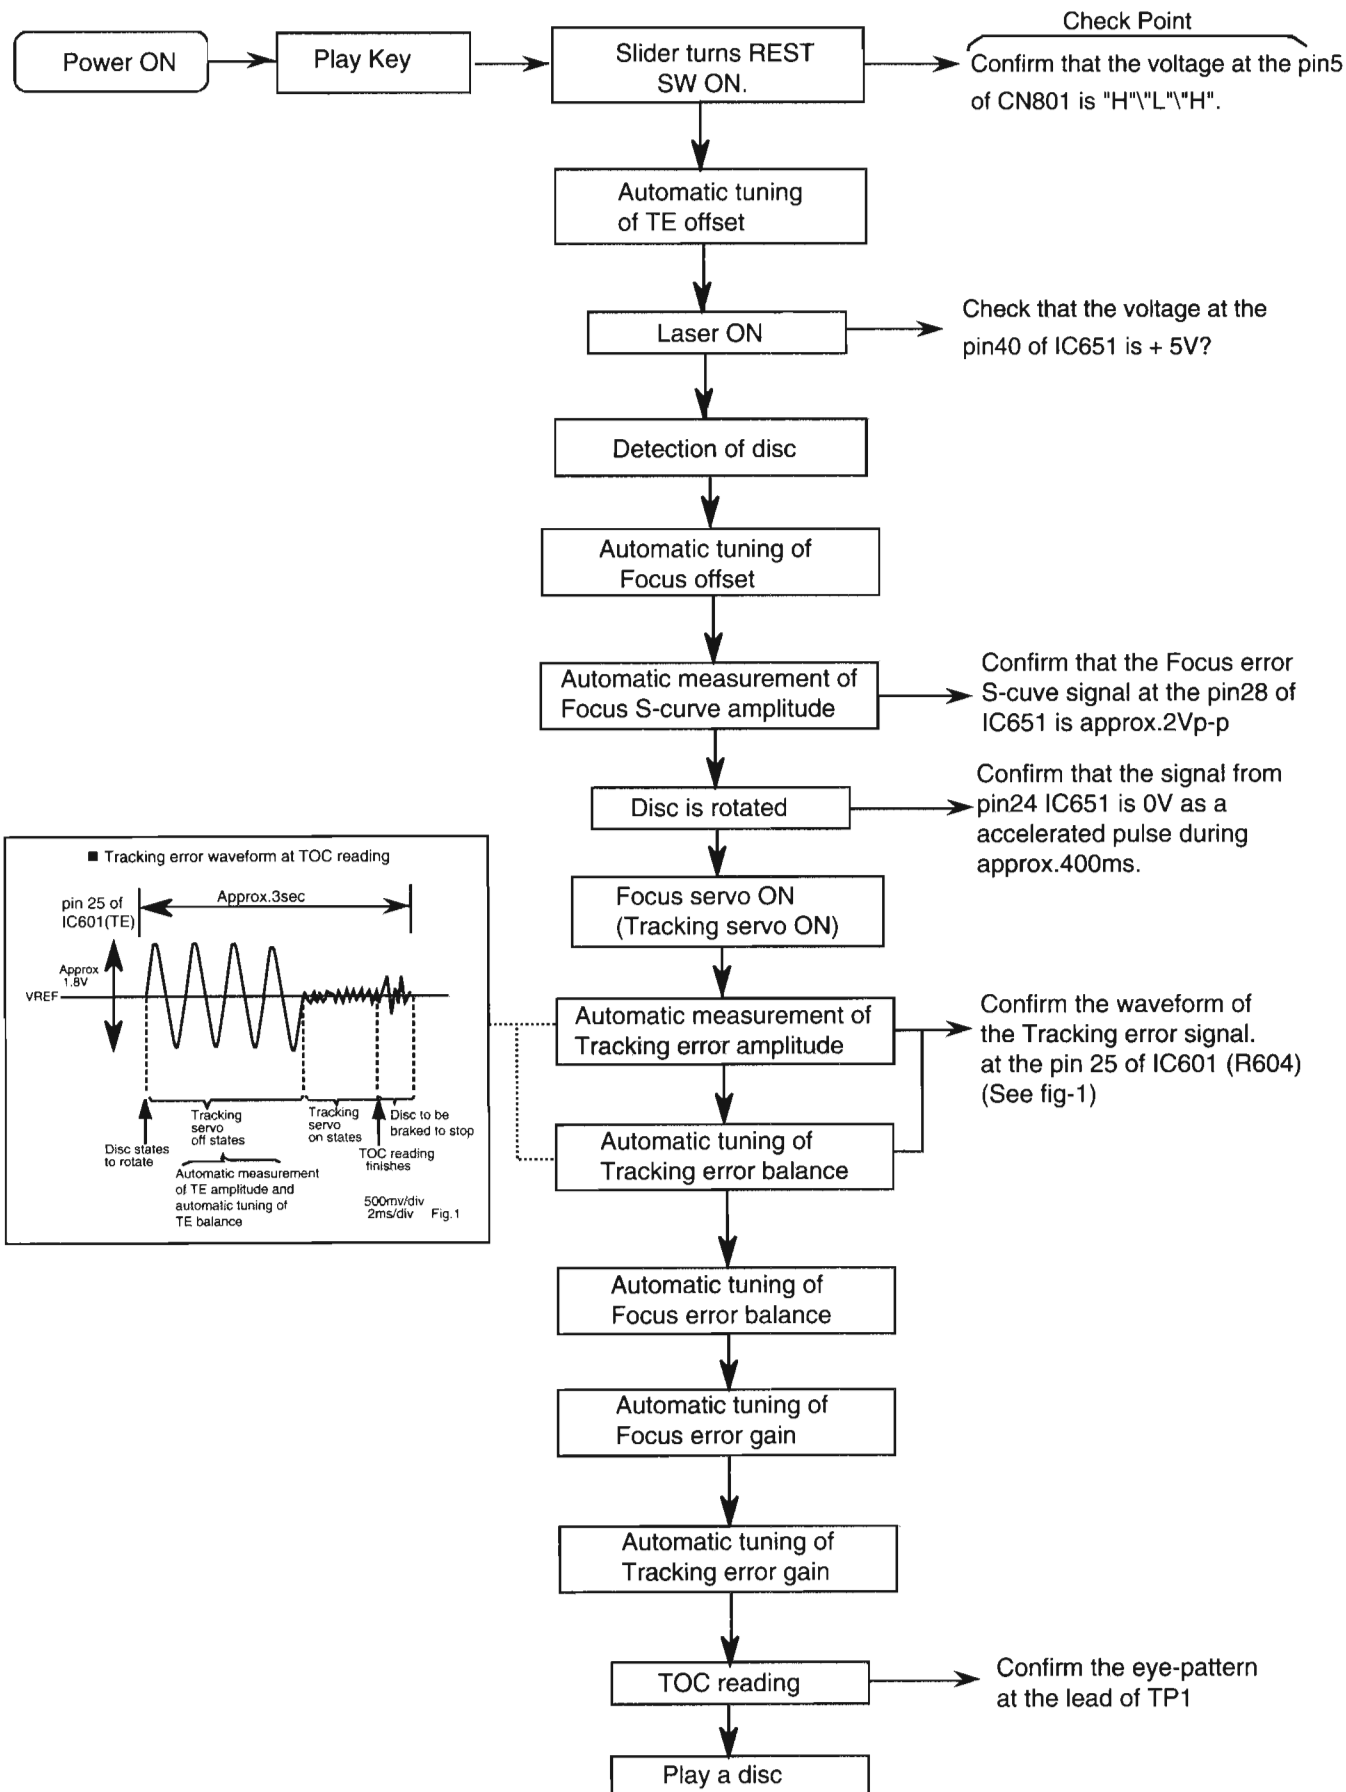 Check Point
Power ON
Play Key
Slider turns REST
SW ON.
Confirm that the voltage at the pin5
of CN801 is "H"\"L"\"H".
Automatic tuning
of TE offset
Laser ON
Check that the voltage at the
pin40 of IC651 is + 5V?
Detection of disc
Automatic tuning of
Focus offset
Automatic measurement of
Focus S-curve amplitude
Confirm that the Focus error
S-cuve signal at the pin28 of
IC651 is approx.2Vp-p
Disc is rotated
Confirm that the signal from
pin24 IC651 is 0V as a
accelerated pulse during
approx.400ms.
Focus servo ON
(Tracking servo ON)
■ Tracking error waveform at TOC reading
pin 25 of
IC601(TE)
Approx.3sec
Approx
1.8V
VREF
Disc states
to rotate
Tracking
servo
off states
Tracking
servo
on states
Disc to be
braked to stop
TOC reading
finishes
Automatic measurement
of TE amplitude and
automatic tuning of
TE balance
500mv/div
2ms/div
Fig.1
Automatic measurement of
Tracking error amplitude
Confirm the waveform of
the Tracking error signal.
at the pin 25 of IC601 (R604)
(See fig-1)
Automatic tuning of
Tracking error balance
Automatic tuning of
Focus error balance
Automatic tuning of
Focus error gain
Automatic tuning of
Tracking error gain
TOC reading
Confirm the eye-pattern
at the lead of TP1
Play a disc